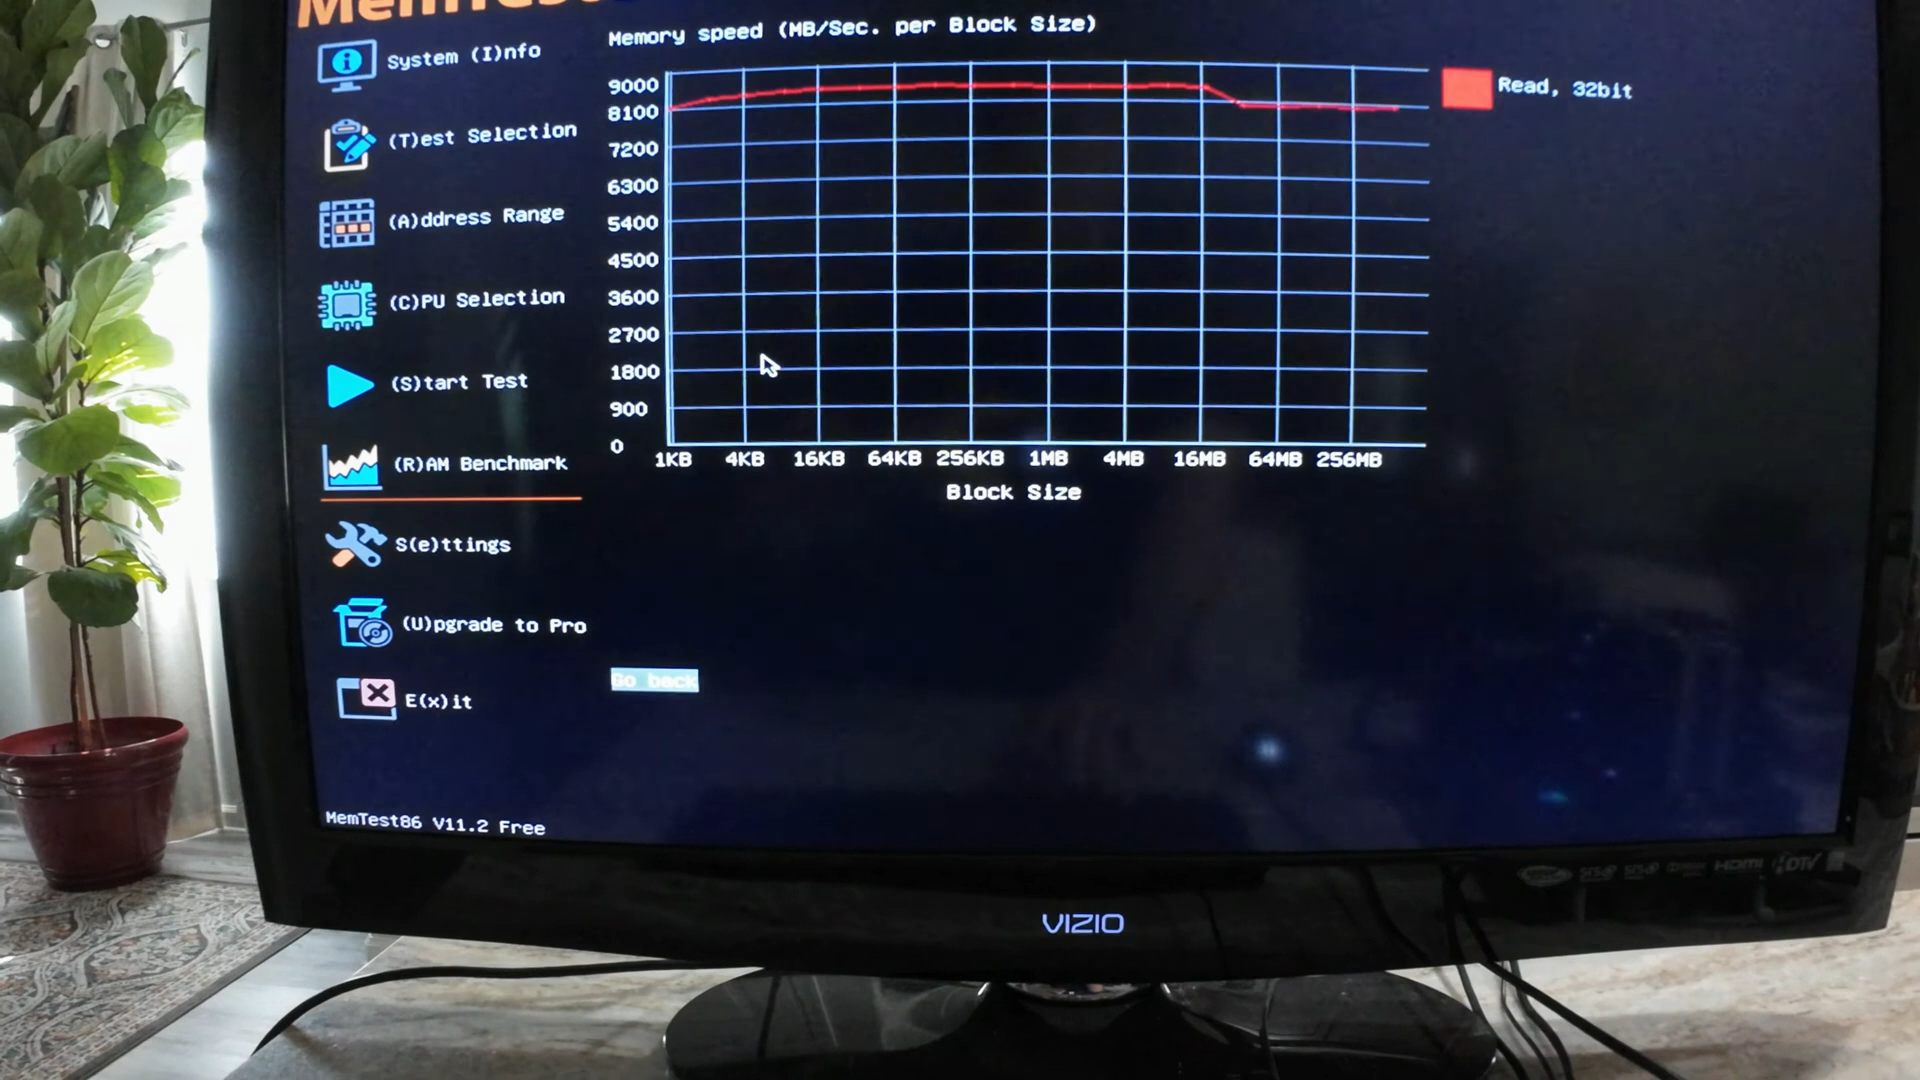 MemTest
System (I)nfo
(T)est Selection
(A)ddress Range
(C)PU Selection
(S)tart Test
(R)AM Benchmark
S(e)ttings
(U)pgrade to Pro
E(x)it
MemTest86 V11.2 Free
Memory speed (MB/Sec. per Block Size)
9000
8100
7200
6300
5400
4500
3600
2700
1800
900
0
1KB 4KB 16KB 64KB 256KB 1MB 4MB 16MB 64MB 256MB
Block Size
Read, 32bit
Go back
HDMI
VIZIO